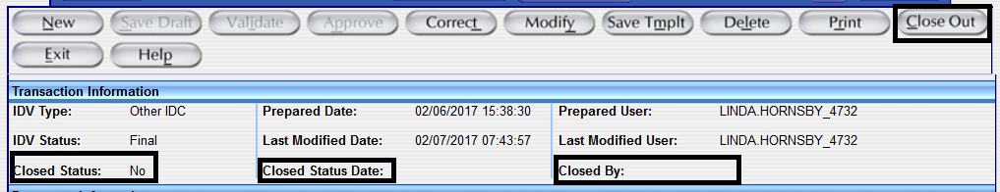 New Save Draft Validate Approve Correct Modify Save Tmplt Delete Print Close Out
Exit Help
Transaction Information
IDV Type: Other IDC Prepared Date: 02/06/2017 15:38:30 Prepared User: LINDA.HORNSBY_4732
IDV Status: Final Last Modified Date: 02/07/2017 07:43:57 Last Modified User: LINDA.HORNSBY_4732
Closed Status: No Closed Status Date: Closed By: